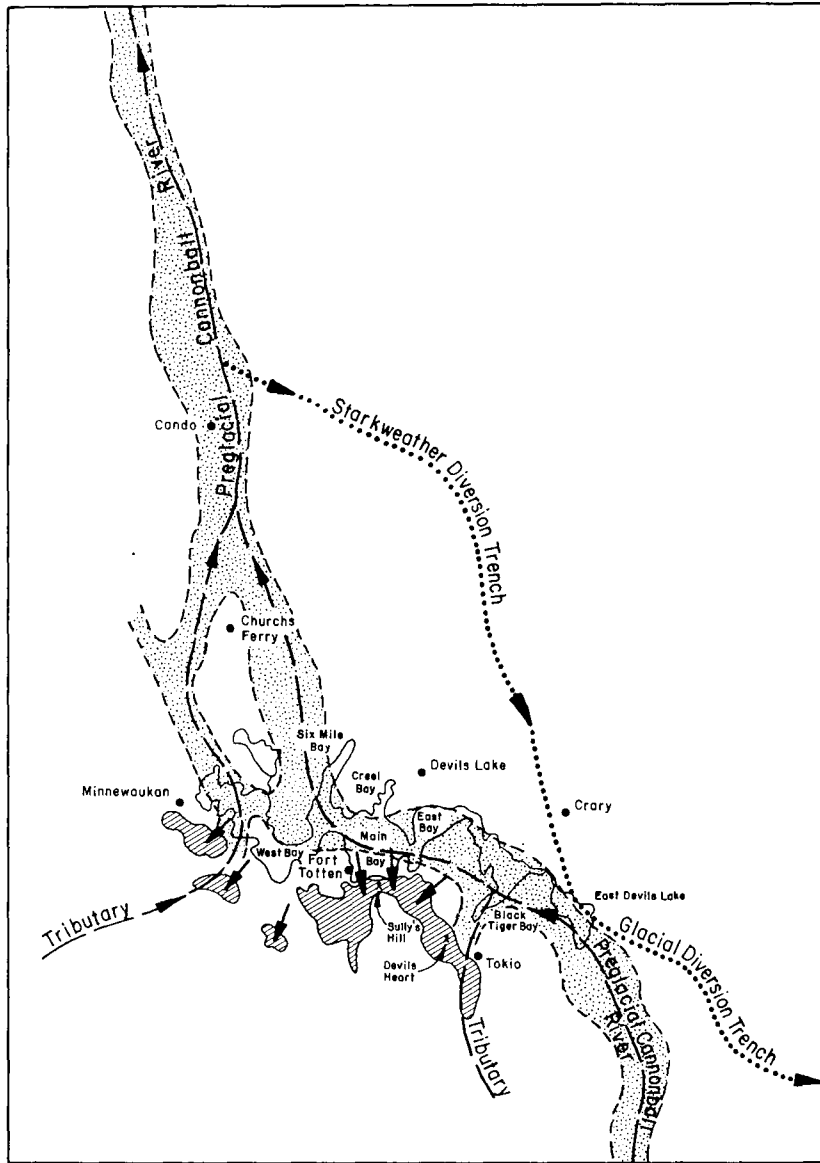 Preglacial Cannonball River
Cando
Starkweather Diversion Trench
Churchs
Ferry
Six Mile
Bay
Creel
Bay
Devils Lake
Minnewaukan
Crary
Main
Bay
East
Bay
West Bay
Fort
Totten
East Devils Lake
Black
Tiger Bay
Glacial Diversion Trench
Tributary
Sully's
Hill
Devils
Heart
Tokio
Preglacial Cannonball
River
Tributary